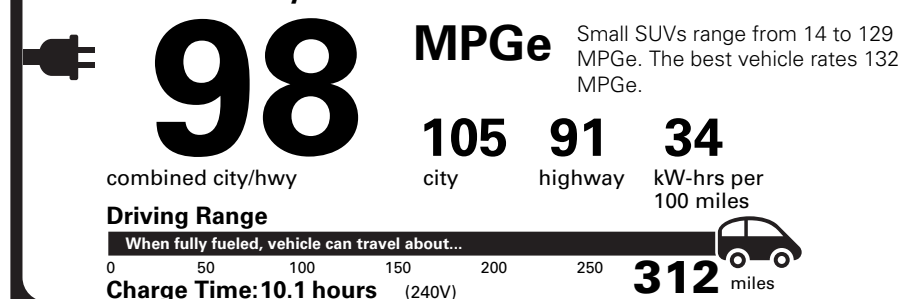 98
MPGe
Small SUVs range from 14 to 129
MPGe. The best vehicle rates 132
MPGe.
combined city/hwy
105 91 34
city highway kW-hrs per
100 miles
Driving Range
When fully fueled, vehicle can travel about...
0 50 100 150 200 250 312 miles
Charge Time: 10.1 hours (240V)